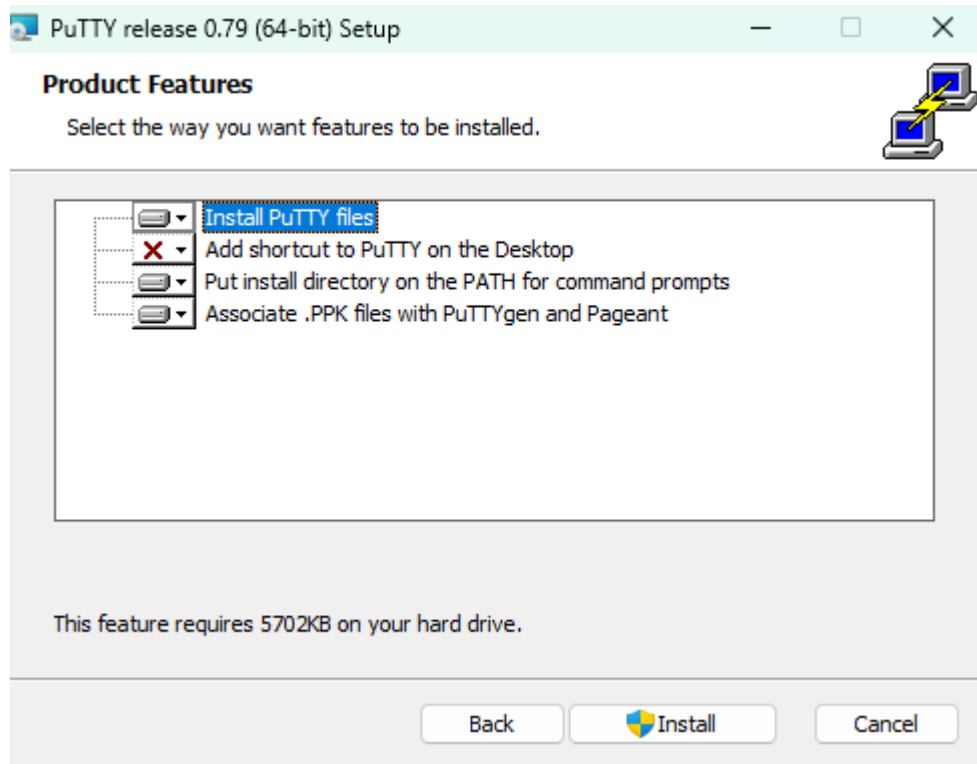 PuTTY release 0.79 (64-bit) Setup
Product Features
Select the way you want features to be installed.
Install PuTTY files
Add shortcut to PuTTY on the Desktop
Put install directory on the PATH for command prompts
Associate .PPK files with PuTTYgen and Pageant
This feature requires 5702KB on your hard drive.
Back Install Cancel